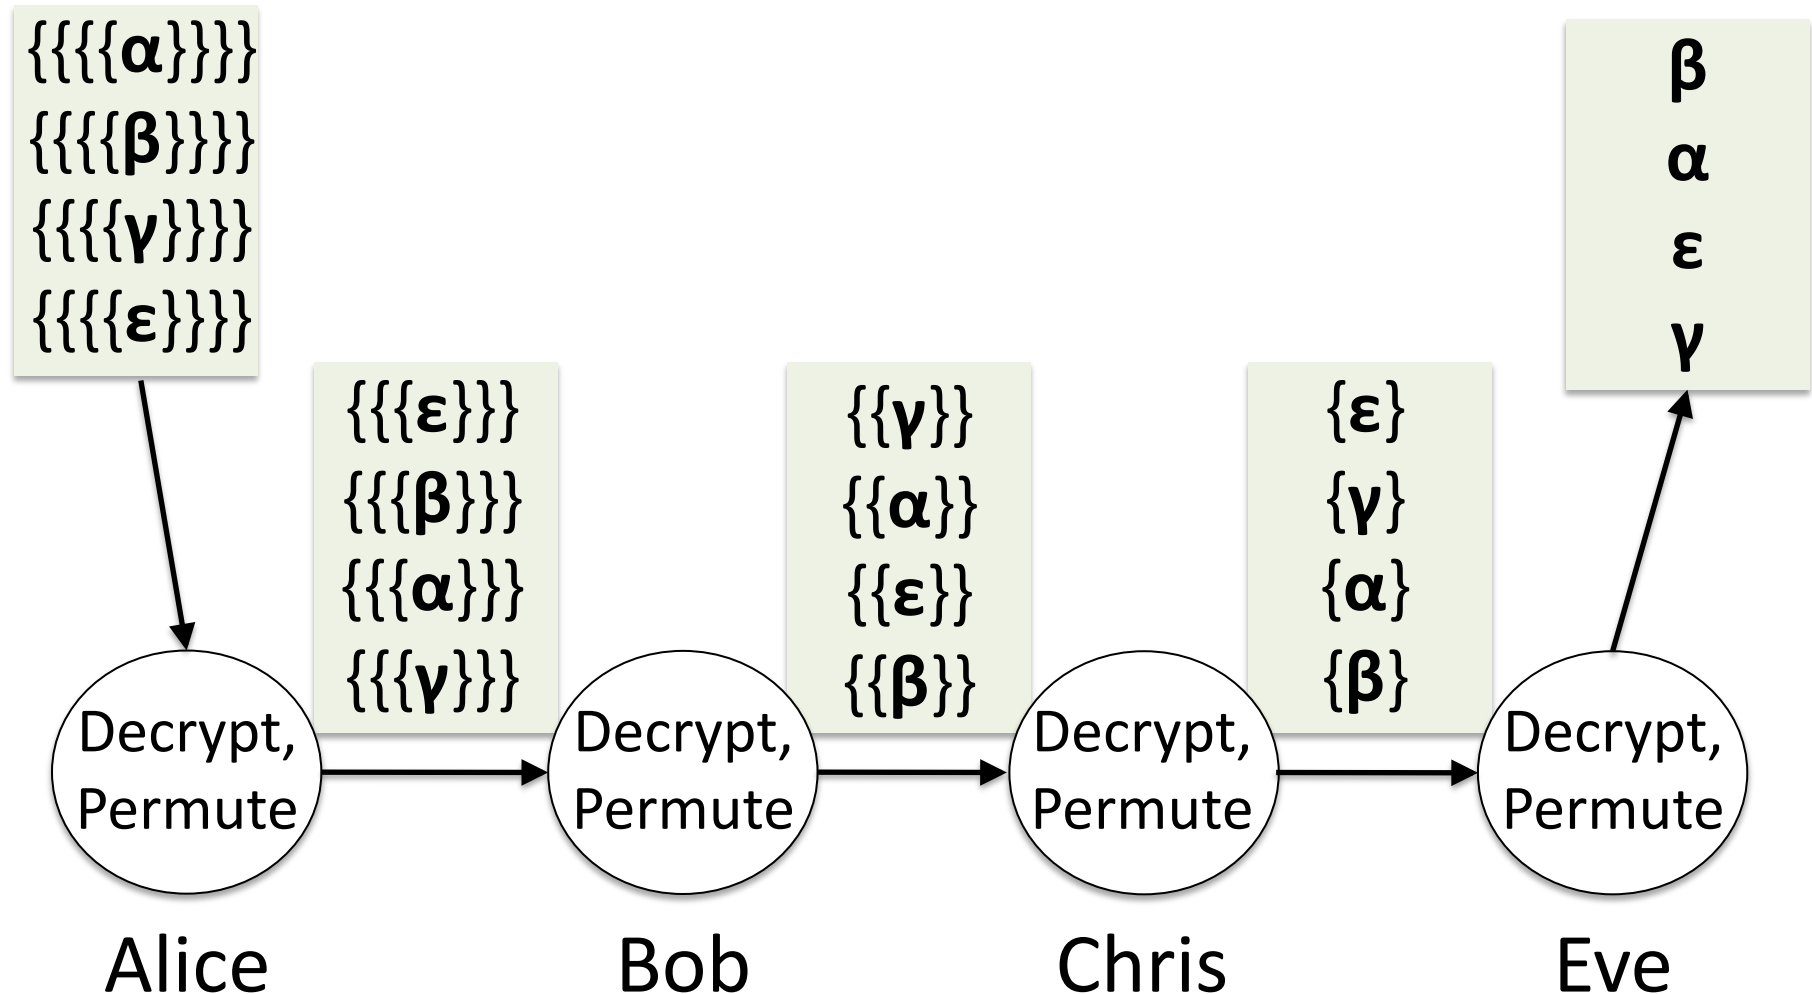 {{{{α}}}}
{{{{β}}}}
{{{{γ}}}}
{{{{ε}}}}
{{{ε}}}
{{{β}}}
{{{α}}}
{{{γ}}}
{{γ}}
{{α}}
{{ε}}
{{β}}
{ε}
{γ}
{α}
{β}
β
α
ε
γ
Decrypt,
Permute
Decrypt,
Permute
Decrypt,
Permute
Decrypt,
Permute
Alice
Bob
Chris
Eve